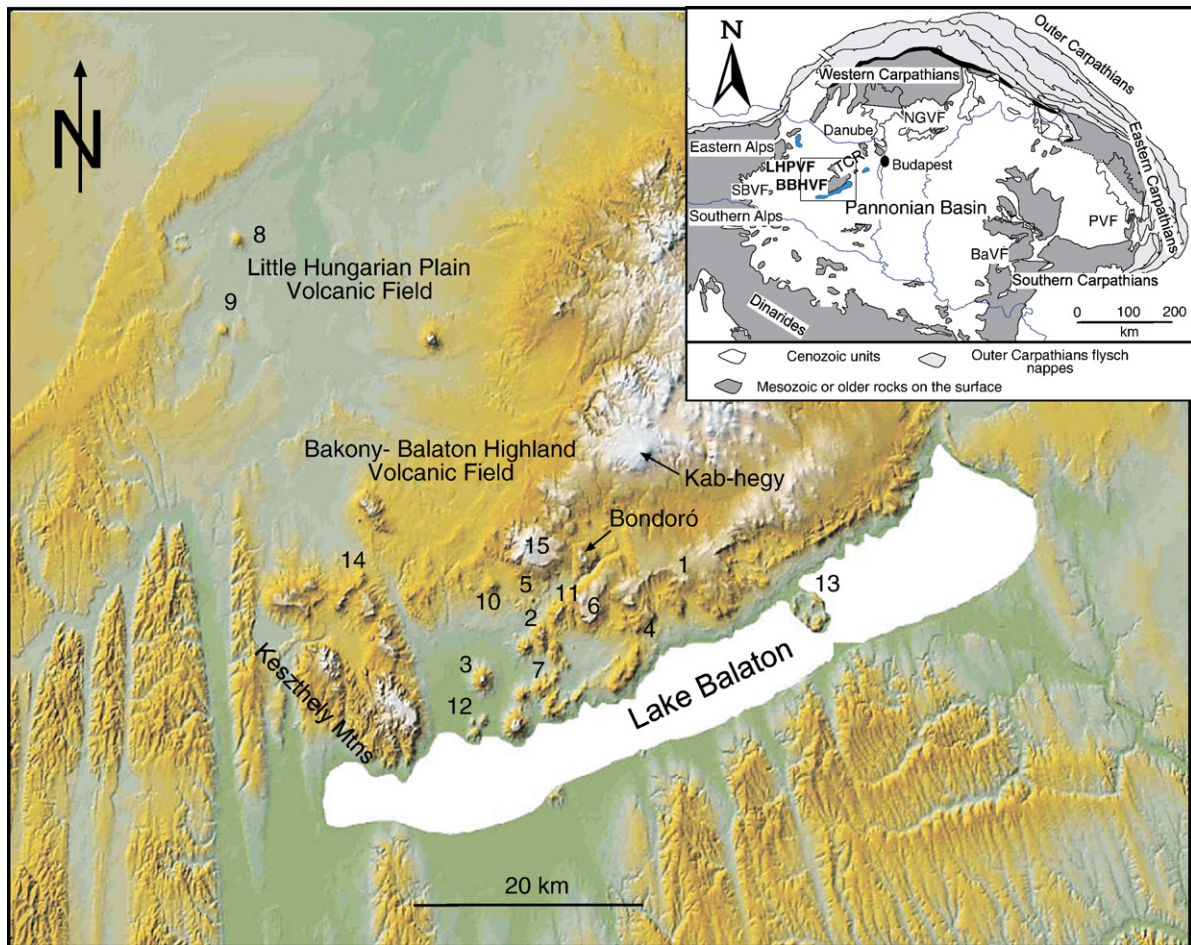 N
8
Little Hungarian Plain
Volcanic Field
9
Bakony- Balaton Highland
Volcanic Field
Kab-hegy
Bondoró
15
14
5
11
1
10
6
13
2
4
3
7
12
Keszthely Mtns
Lake Balaton
20 km
N
Outer Carpathians
Western Carpathians
Danube
NGVF
Eastern Alps
TCR
Budapest
LHPVF
SBVF
BBHVF
Eastern Carpathians
Southern Alps
Pannonian Basin
PVF
BaVF
Southern Carpathians
Dinarides
0 100 200
km
Cenozoic units
Outer Carpathians flysch
nappes
Mesozoic or older rocks on the surface